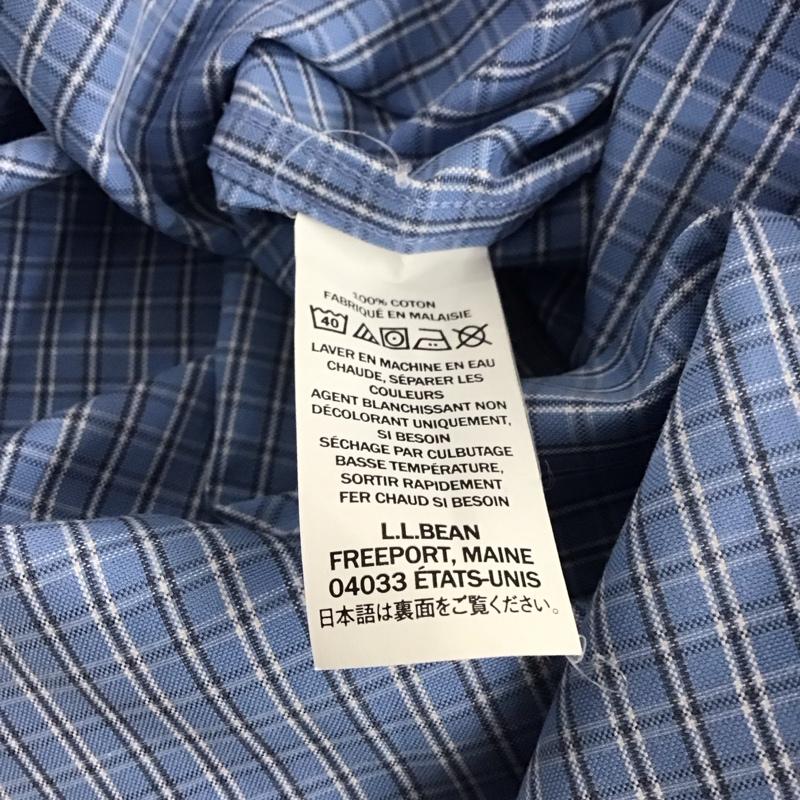 100% COTON
FABRIQUÉ EN MALAISIE
40
LAVER EN MACHINE EN EAU
CHAUDE, SÉPARER LES
COULEURS
AGENT BLANCHISSANT NON
DÉCOLORANT UNIQUEMENT,
SI BESOIN
SÉCHAGE PAR CULBUTAGE
BASSE TEMPÉRATURE,
SORTIR RAPIDEMENT
FER CHAUD SI BESOIN
L.L.BEAN
FREEPORT, MAINE
04033 ÉTATS-UNIS
日本語は裏面をご覧ください。